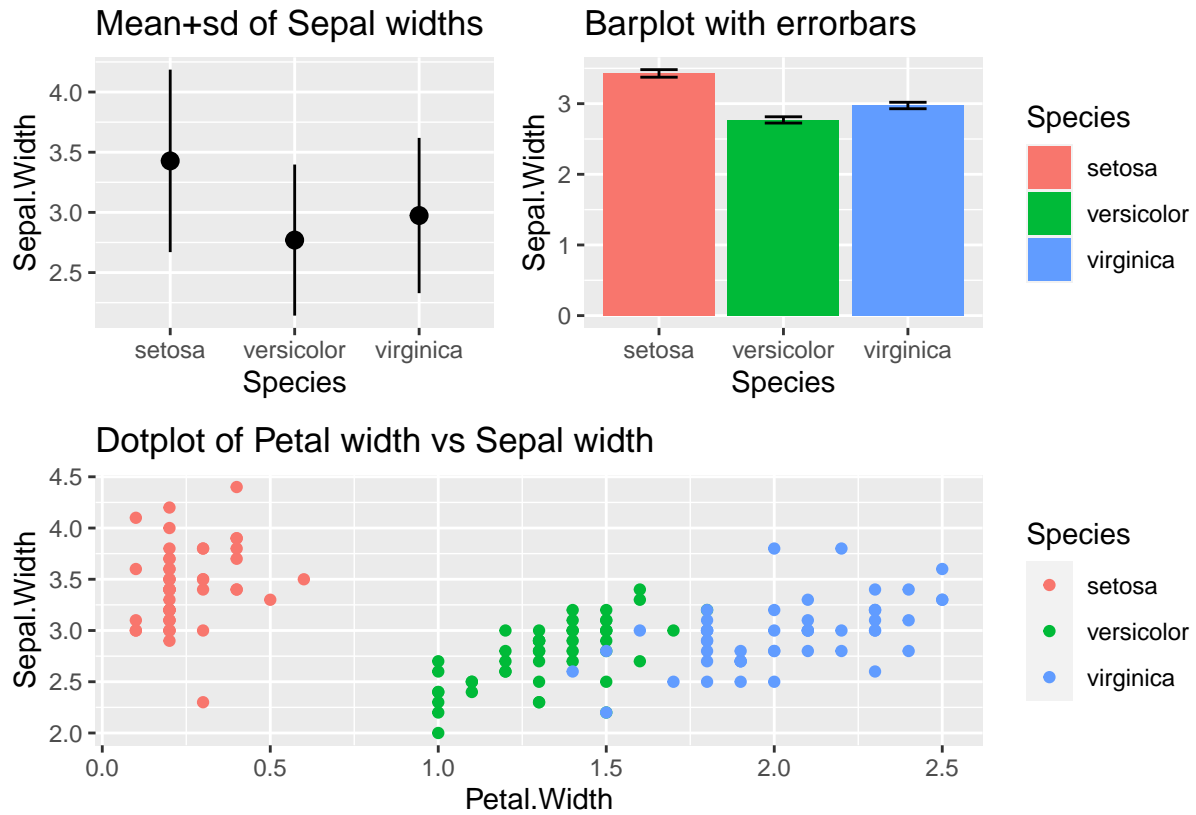 Mean+sd of Sepal widths
Sepal.Width
4.0
3.5
3.0
2.5
setosa versicolor virginica
Species
Barplot with errorbars
Sepal.Width
3
2
1
0
setosa versicolor virginica
Species
Species
setosa
versicolor
virginica
Dotplot of Petal width vs Sepal width
Sepal.Width
4.5
4.0
3.5
3.0
2.5
2.0
0.0 0.5 1.0 1.5 2.0 2.5
Petal.Width
Species
setosa
versicolor
virginica